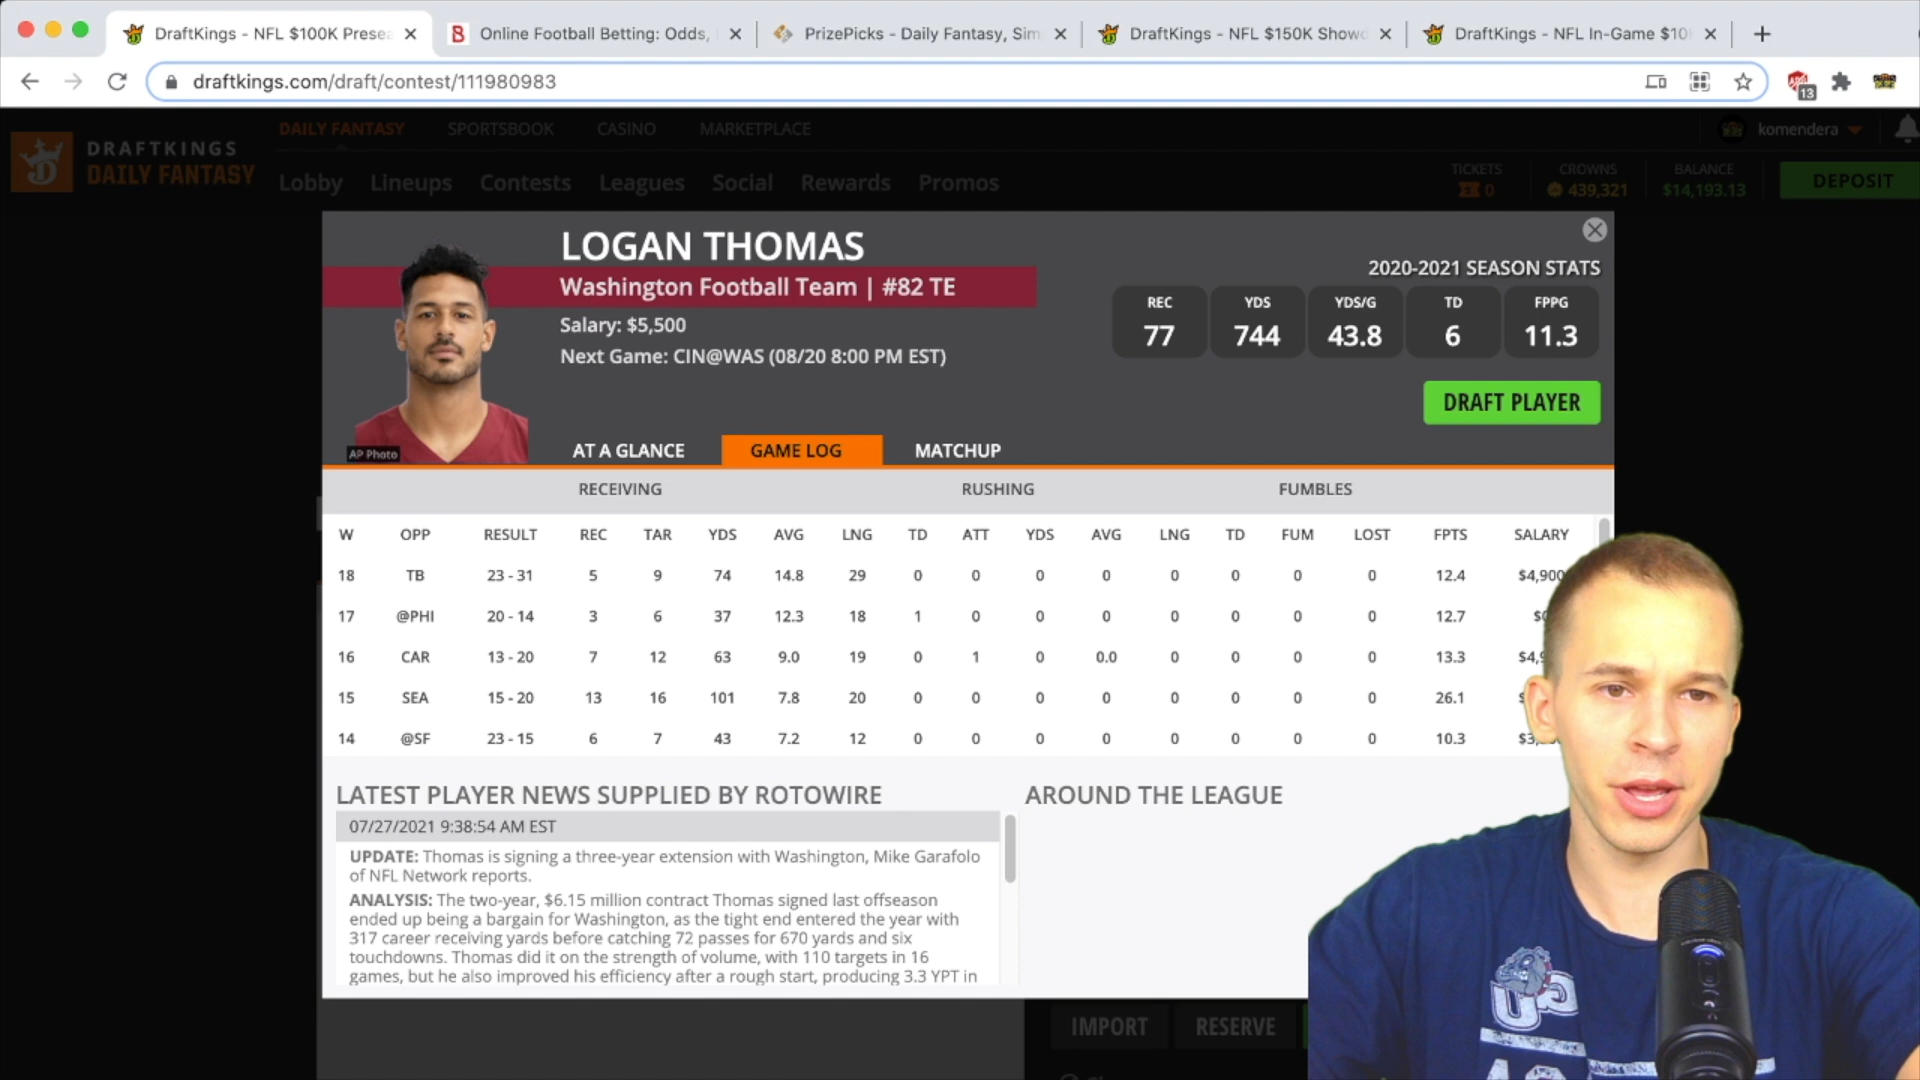 DraftKings - NFL $100K Prese
Online Football Betting: Odds,
PrizePicks - Daily Fantasy, Sim
DraftKings - NFL $150K Show
DraftKings - NFL In-Game $10
draftkings.com/draft/contest/111980983
13
DAILY FANTASY SPORTSBOOK CASINO MARKETPLACE
komendera
DRAFTKINGS
DAILY FANTASY
Lobby Lineups Contests Leagues Social Rewards Promos
TICKETS
0
CROWNS
439,321
BALANCE
$14,193.13
DEPOSIT
LOGAN THOMAS
Washington Football Team | #82 TE
Salary: $5,500
Next Game: CIN@WAS (08/20 8:00 PM EST)
AP Photo
2020-2021 SEASON STATS
REC YDS YDS/G TD FPPG
77 744 43.8 6 11.3
DRAFT PLAYER
AT A GLANCE GAME LOG MATCHUP
RECEIVING RUSHING FUMBLES
W OPP RESULT REC TAR YDS AVG LNG TD ATT YDS AVG LNG TD FUM LOST FPTS SALARY
18 TB 23 - 31 5 9 74 14.8 29 0 0 0 0 0 0 0 0 12.4 $4,900
17 @PHI 20 - 14 3 6 37 12.3 18 1 0 0 0 0 0 0 0 12.7
16 CAR 13 - 20 7 12 63 9.0 19 0 1 0 0.0 0 0 0 0 13.3 $4,
15 SEA 15 - 20 13 16 101 7.8 20 0 0 0 0 0 0 0 0 26.1
14 @SF 23 - 15 6 7 43 7.2 12 0 0 0 0 0 0 0 0 10.3 $3,
LATEST PLAYER NEWS SUPPLIED BY ROTOWIRE
07/27/2021 9:38:54 AM EST
UPDATE: Thomas is signing a three-year extension with Washington, Mike Garafolo
of NFL Network reports.
ANALYSIS: The two-year, $6.15 million contract Thomas signed last offseason
ended up being a bargain for Washington, as the tight end entered the year with
317 career receiving yards before catching 72 passes for 670 yards and six
touchdowns. Thomas did it on the strength of volume, with 110 targets in 16
games, but he also improved his efficiency after a rough start, producing 3.3 YPT in
AROUND THE LEAGUE
IMPORT RESERVE